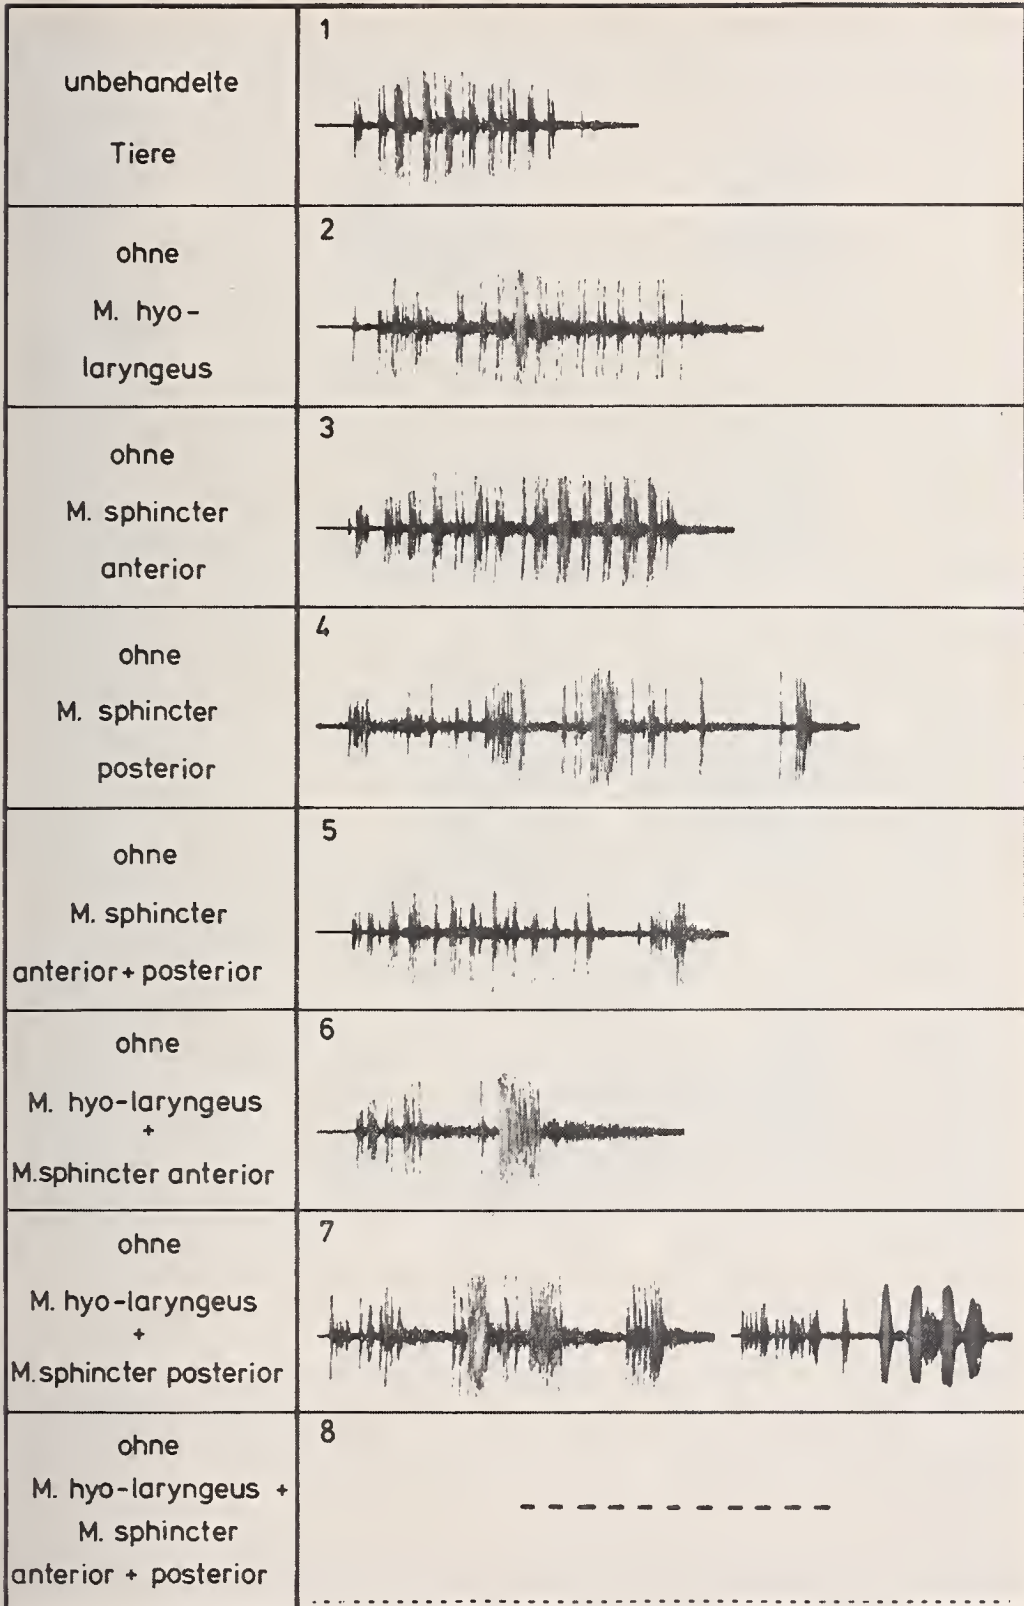 1
unbehandelte
Tiere
2
ohne
M. hyo-
laryngeus
3
ohne
M. sphincter
anterior
4
ohne
M. sphincter
posterior
5
ohne
M. sphincter
anterior + posterior
6
ohne
M. hyo-laryngeus
+
M.sphincter anterior
7
ohne
M. hyo-laryngeus
+
M.sphincter posterior
8
ohne
M. hyo-laryngeus +
M. sphincter
anterior + posterior